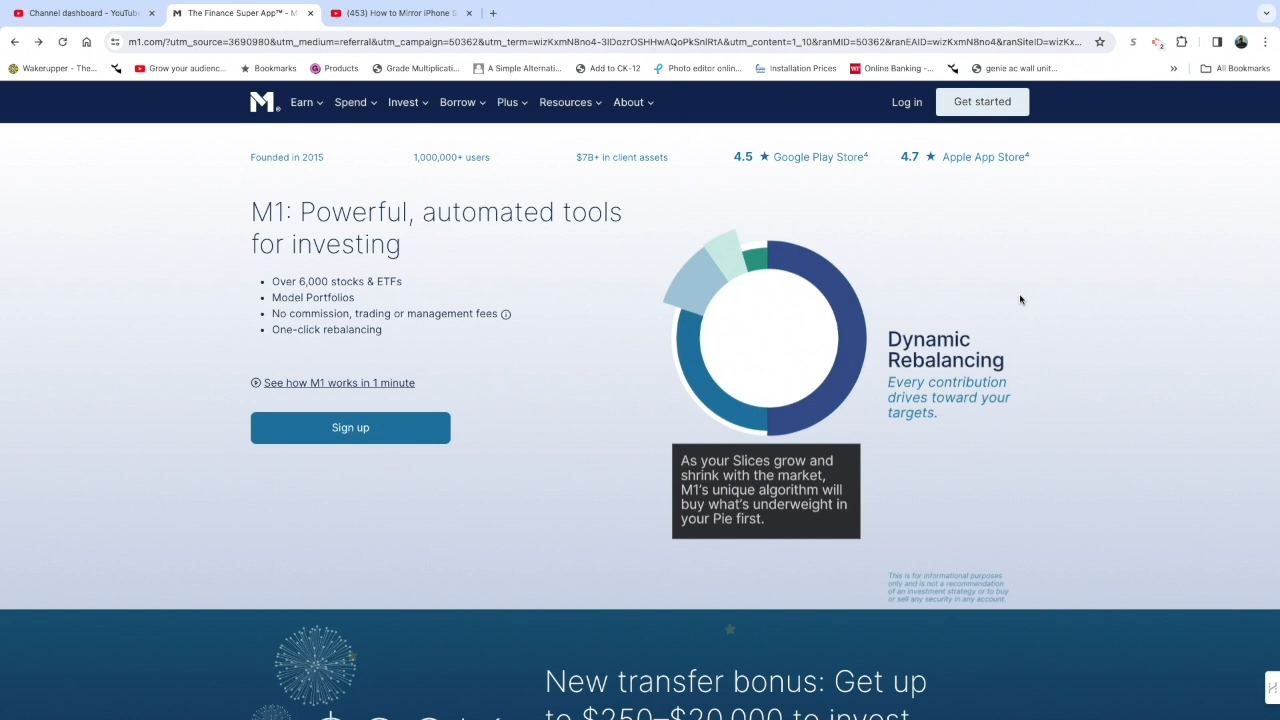 Channel dashboard - YouTube
The Finance Super App™ - M
(453) How to Mirror iPhone S
m1.com/?utm_source=3690980&utm_medium=referral&utm_campaign=50362&utm_term=wizKxmN8no4-3IDozrOSHHwAQoPkSnlRtA&utm_content=1_10&ranMID=50362&ranEAID=wizKxmN8no4&ranSiteID=wizKx...
Wakerupper - The...
Grow your audienc...
Bookmarks
Products
Grade Multiplicati...
A Simple Alternati...
Add to CK-12
Photo editor onlin...
Installation Prices
Online Banking -...
genie ac wall unit...
»
All Bookmarks
M.
Earn
Spend
Invest
Borrow
Plus
Resources
About
Log in
Get started
Founded in 2015
1,000,000+ users
$7B+ in client assets
4.5 ★ Google Play Store⁴
4.7 ★ Apple App Store⁴
M1: Powerful, automated tools
for investing
• Over 6,000 stocks & ETFs
• Model Portfolios
• No commission, trading or management fees
• One-click rebalancing
See how M1 works in 1 minute
Sign up
Dynamic
Rebalancing
Every contribution
drives toward your
targets.
As your Slices grow and
shrink with the market,
M1's unique algorithm will
buy what's underweight in
your Pie first.
This is for informational purposes
only and is not a recommendation
of an investment strategy or to buy
or sell any security in any account.
New transfer bonus: Get up
to $250–$20,000 to invest